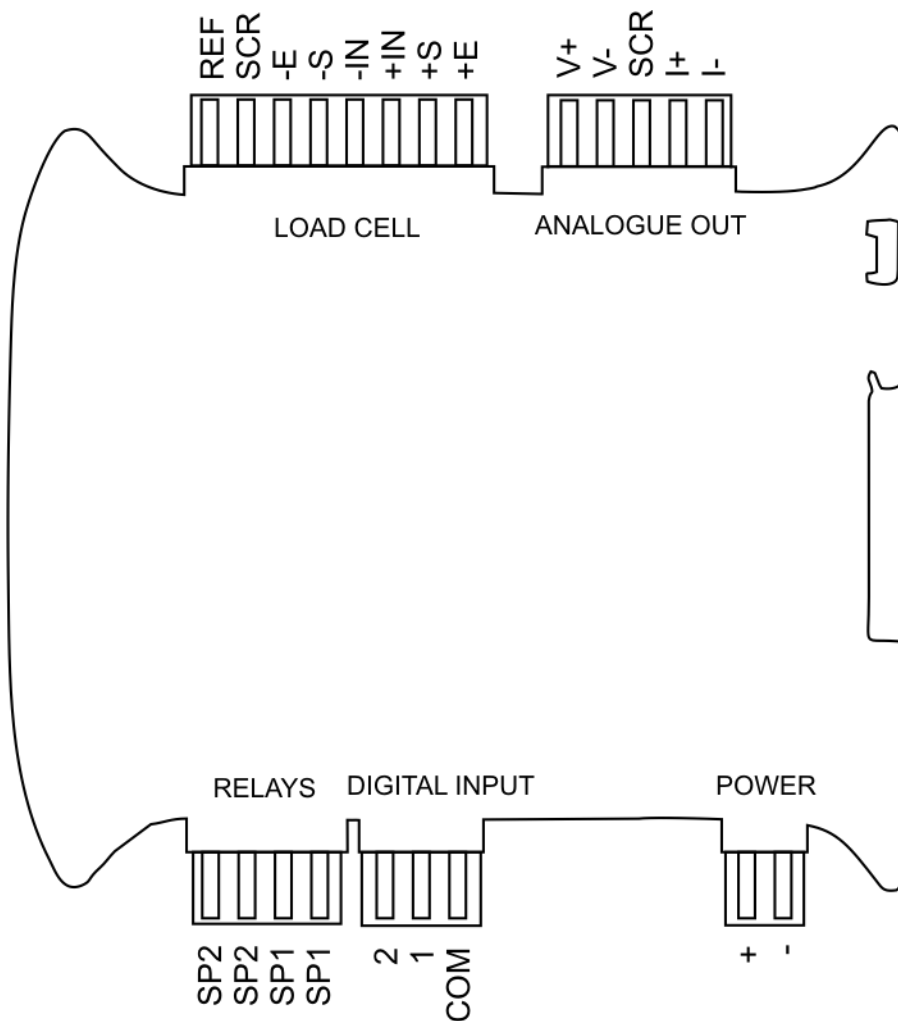 REF
SCR
-E
-S
-IN
+IN
+S
+E
V+
V-
SCR
I+
I-
LOAD CELL
ANALOGUE OUT
RELAYS
DIGITAL INPUT
POWER
SP2
SP2
SP1
SP1
2
1
COM
+
-